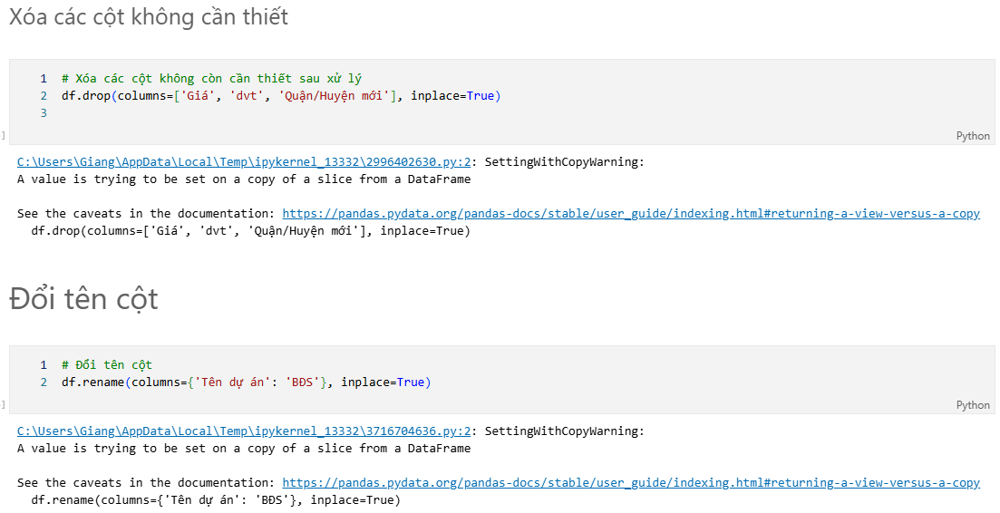 Xóa các cột không cần thiết
1 # Xóa các cột không còn cần thiết sau xử lý
2 df.drop(columns=['Giá', 'dvt', 'Quận/Huyện mới'], inplace=True)
3
]
Python
C:\Users\Giang\AppData\Local\Temp\ipykernel_13332\2996402630.py:2: SettingWithCopyWarning:
A value is trying to be set on a copy of a slice from a DataFrame
See the caveats in the documentation: https://pandas.pydata.org/pandas-docs/stable/user_guide/indexing.html#returning-a-view-versus-a-copy
df.drop(columns=['Giá', 'dvt', 'Quận/Huyện mới'], inplace=True)
Đổi tên cột
1 # Đổi tên cột
2 df.rename(columns={'Tên dự án': 'BĐS'}, inplace=True)
]
Python
C:\Users\Giang\AppData\Local\Temp\ipykernel_13332\3716704636.py:2: SettingWithCopyWarning:
A value is trying to be set on a copy of a slice from a DataFrame
See the caveats in the documentation: https://pandas.pydata.org/pandas-docs/stable/user_guide/indexing.html#returning-a-view-versus-a-copy
df.rename(columns={'Tên dự án': 'BĐS'}, inplace=True)